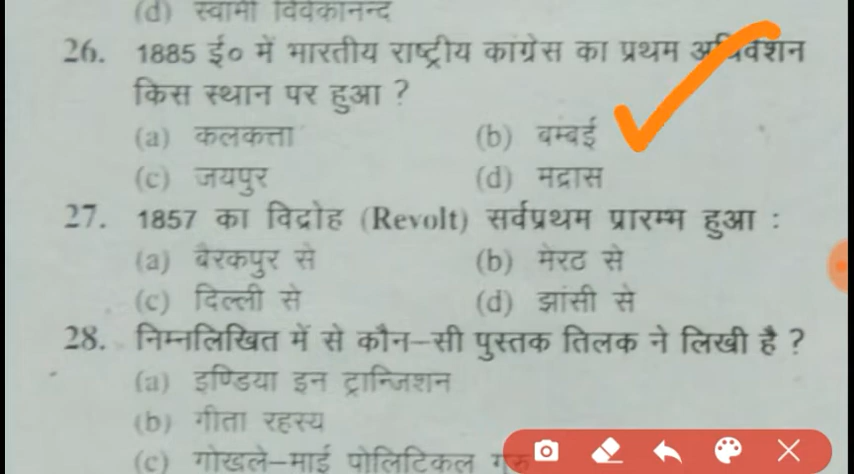 (d) स्वामी विवेकानन्द
26. 1885 ई० में भारतीय राष्ट्रीय कांग्रेस का प्रथम अधिवेशन
किस स्थान पर हुआ ?
(a) कलकत्ता (b) बम्बई
(c) जयपुर (d) मद्रास
27. 1857 का विद्रोह (Revolt) सर्वप्रथम प्रारम्भ हुआ :
(a) बैरकपुर से (b) मेरठ से
(c) दिल्ली से (d) झांसी से
28. निम्नलिखित में से कौन-सी पुस्तक तिलक ने लिखी है ?
(a) इण्डिया इन ट्रान्जिशन
(b) गीता रहस्य
(c) गोखले-माई पोलिटिकल